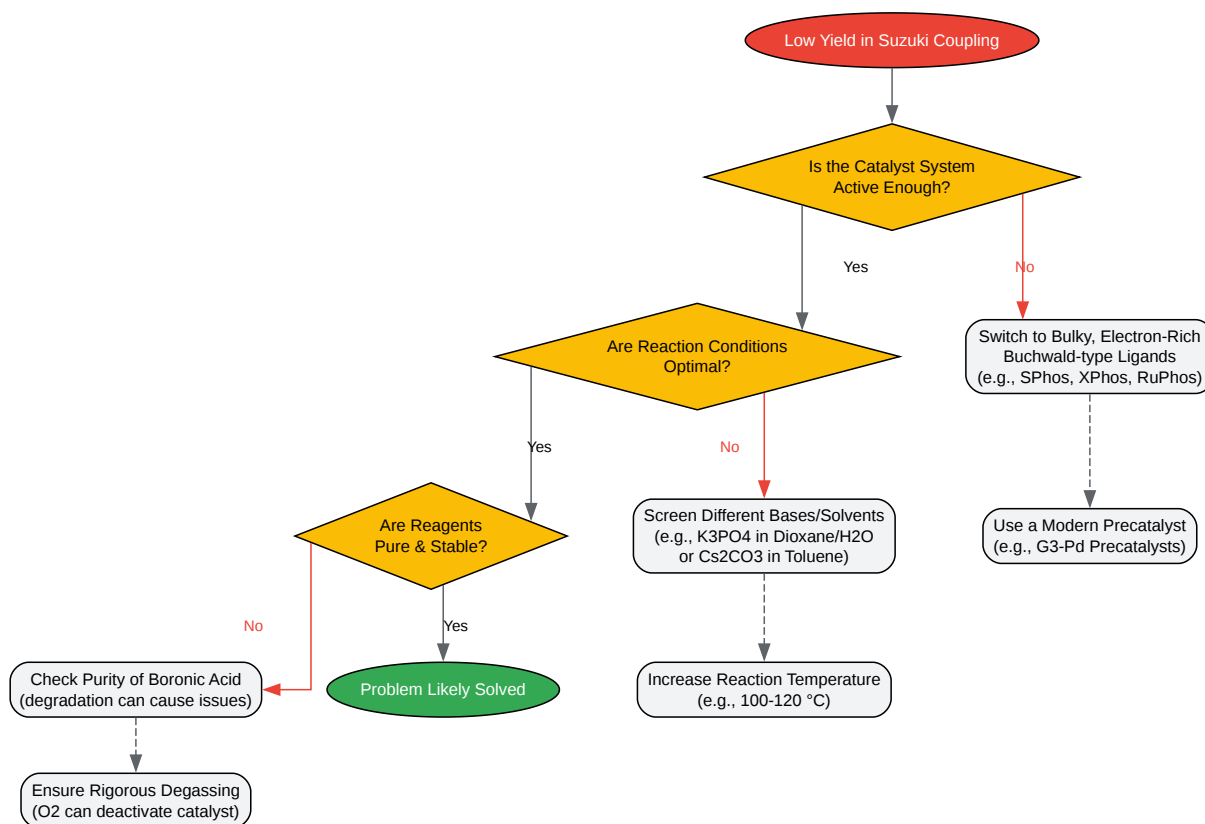 Low Yield in Suzuki Coupling
Is the Catalyst System
Active Enough?
Yes
No
Are Reaction Conditions
Optimal?
Switch to Bulky, Electron-Rich
Buchwald-type Ligands
(e.g., SPhos, XPhos, RuPhos)
Yes
No
Are Reagents
Pure & Stable?
Screen Different Bases/Solvents
(e.g., K3PO4 in Dioxane/H2O
or Cs2CO3 in Toluene)
Use a Modern Precatalyst
(e.g., G3-Pd Precatalysts)
No
Yes
Check Purity of Boronic Acid
(degradation can cause issues)
Problem Likely Solved
Increase Reaction Temperature
(e.g., 100-120 °C)
Ensure Rigorous Degassing
(O2 can deactivate catalyst)